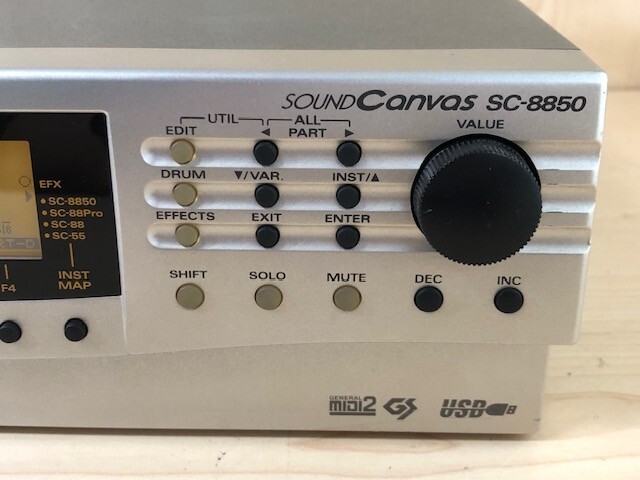 SOUND Canvas SC-8850
UTIL ALL
EDIT ◀ PART ▶ VALUE
DRUM ▼/VAR. INST/▲
EFX
• SC-8850
• SC-88Pro
• SC-88
• SC-55
EFFECTS EXIT ENTER
RT-D
INST
MAP
F4
SHIFT SOLO MUTE DEC INC
GENERAL
MIDI2 GS USB